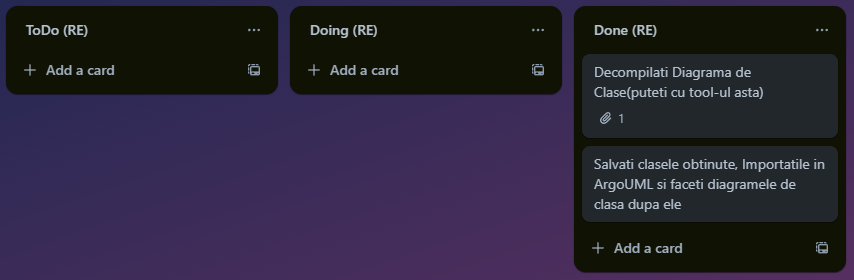 ToDo (RE)
Add a card
Doing (RE)
Add a card
Done (RE)
Decompilati Diagrama de
Clase(puteti cu tool-ul asta)
1
Salvati clasele obtinute, Importatile in
ArgoUML si faceti diagramele de
clasa dupa ele
Add a card